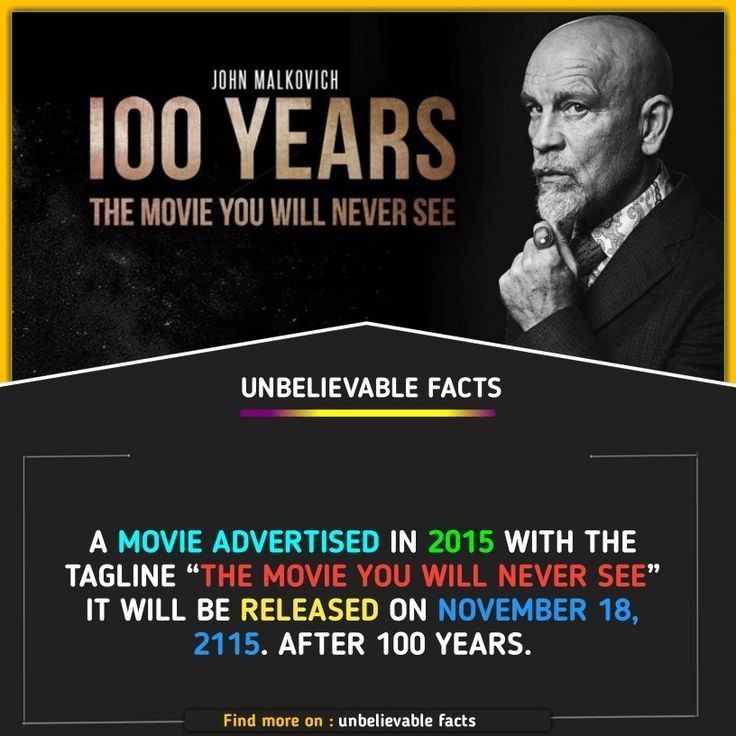 JOHN MALKOVICH
100 YEARS
THE MOVIE YOU WILL NEVER SEE
UNBELIEVABLE FACTS
A MOVIE ADVERTISED IN 2015 WITH THE
TAGLINE “THE MOVIE YOU WILL NEVER SEE”
IT WILL BE RELEASED ON NOVEMBER 18,
2115. AFTER 100 YEARS.
Find more on : unbelievable facts